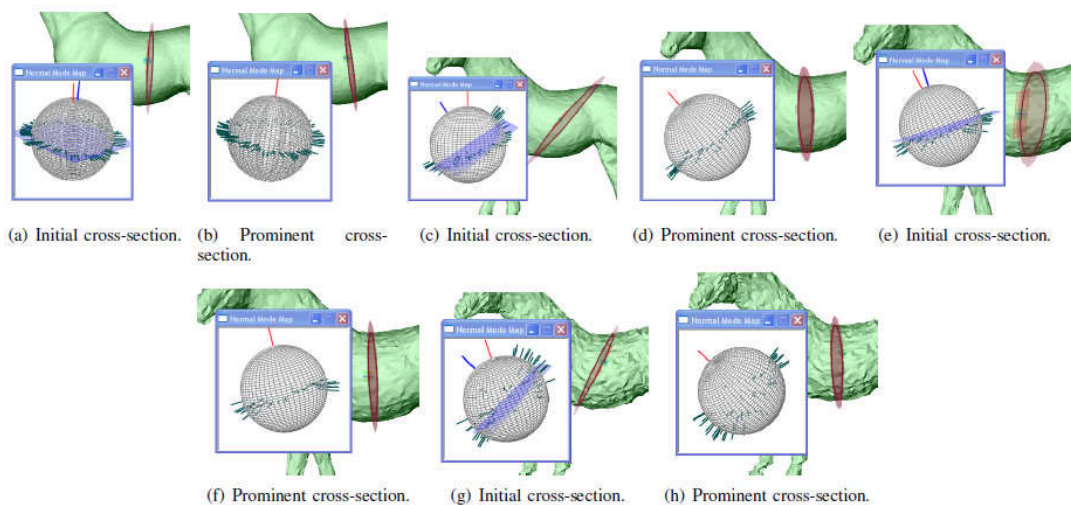 Normal Mode Map
Normal Mode Map
Normal Mode Map
Normal Mode Map
Normal Mode Map
(a) Initial cross-section.
(b) Prominent cross-
section.
(c) Initial cross-section.
(d) Prominent cross-section.
(e) Initial cross-section.
Normal Mode Map
Normal Mode Map
Normal Mode Map
(f) Prominent cross-section.
(g) Initial cross-section.
(h) Prominent cross-section.